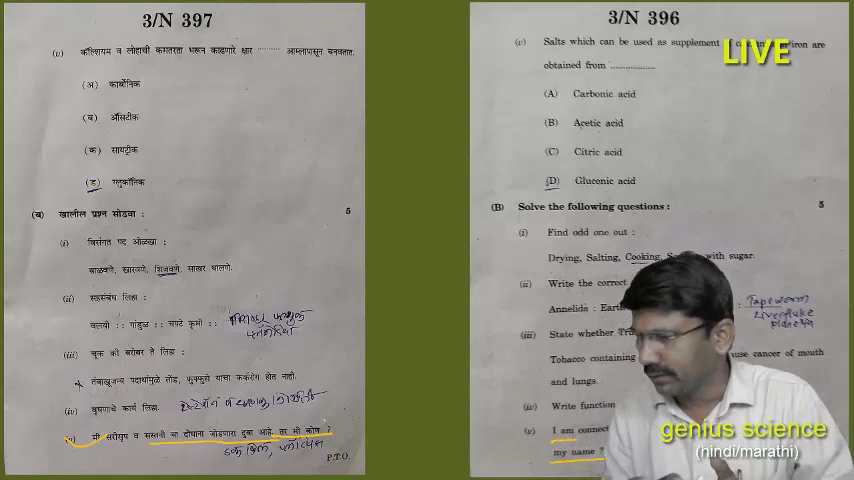 3/N 397
(v) कॅल्शियम व लोहाची कमतरता भरून काढणारे क्षार ......... आम्लापासून बनवतात.
(अ) कार्बोनिक
(ब) ॲसिटीक
(क) सायट्रीक
(ड) ग्लुकॉनिक
(ब) खालील प्रश्न सोडवा : 5
(i) विसंगत पद ओळखा :
वाळवणे, खारवणे, शिजवणे, साखर घालणे.
(ii) सहसंबंध लिहा :
वलयी : : गांडुळ : : चपटे कृमी : :
(iii) चूक की बरोबर ते लिहा :
तंबाखूजन्य पदार्थांमुळे तोंड, फुफ्फुसे यांचा कर्करोग होत नाही.
(iv) वृषणाचे कार्य लिहा.
मी सरीसृप व सस्तनी या दोघांना जोडणारा दुवा आहे. तर मी कोण ?
P.T.O.
3/N 396
(v) Salts which can be used as supplement iron are
obtained from ..............
(A) Carbonic acid
(B) Acetic acid
(C) Citric acid
(D) Gluconic acid
(B) Solve the following questions : 5
(i) Find odd one out :
Drying, Salting, Cooking, with sugar.
(ii) Write the correct
Annelida : : Tapeworm
Liverfluke
(iii) State whether
Tobacco containing cause cancer of mouth
and lungs.
(iv) Write function
(v) I am connect
my name ?
LIVE
genius science
(hindi/marathi)